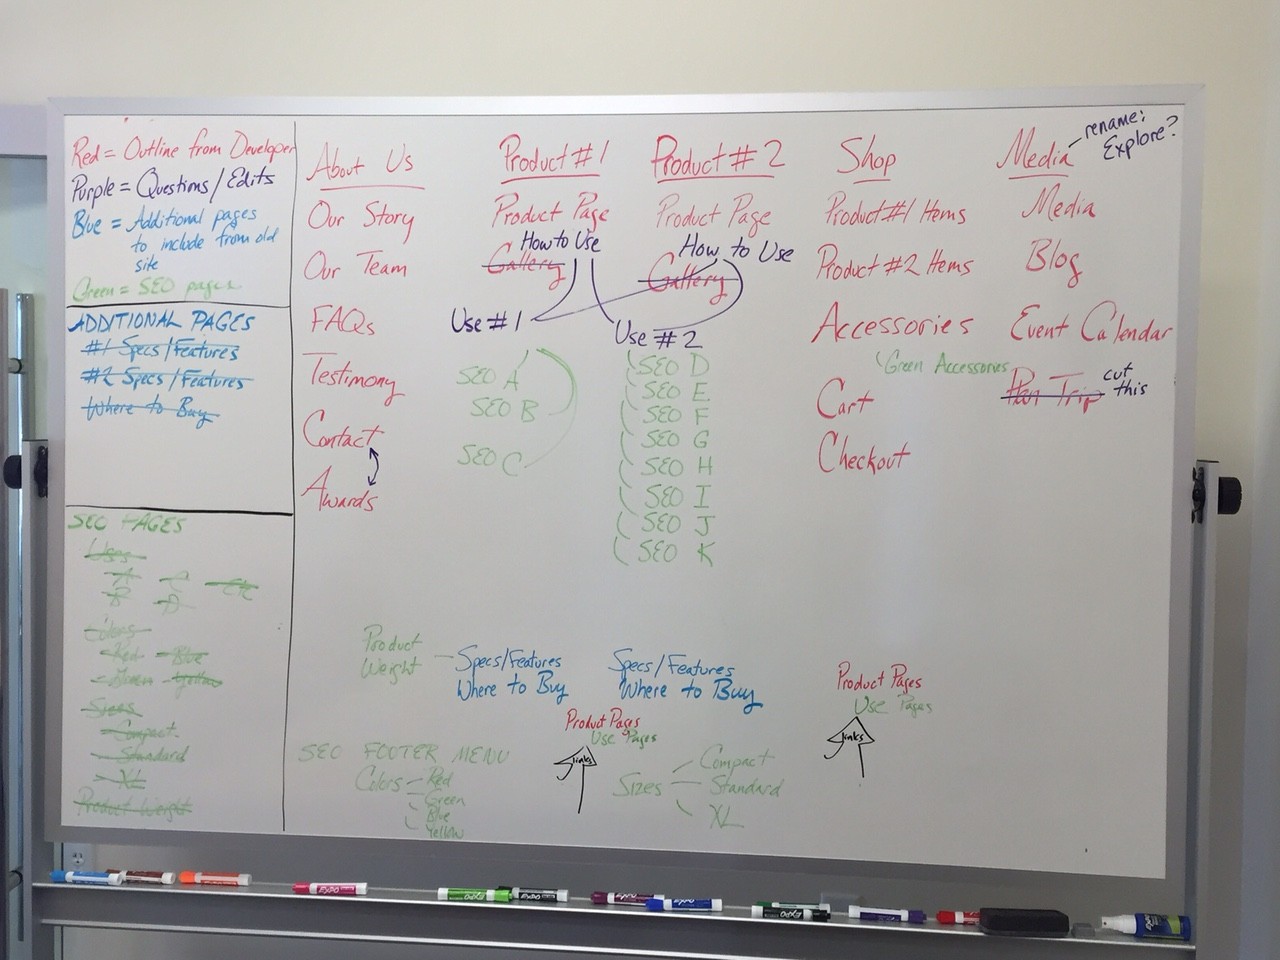 Red = Outline from Developer
Purple = Questions / Edits
Blue = Additional pages
to include from old
site
Green = SEO pages
ADDITIONAL PAGES
#1 Specs/Features
#2 Specs/Features
Where to Buy
SEO PAGES
Uses
A C Etc
B D
Colors
Red Blue
Green Yellow
Sizes
Compact
Standard
XL
Product Weight
About Us
Our Story
Our Team
FAQs
Testimony
Contact
Awards
Product #1
Product Page
How to Use
Gallery
Use #1
SEO A
SEO B
SEO C
Product #2
Product Page
How to Use
Gallery
Use #2
SEO D
SEO E
SEO F
SEO G
SEO H
SEO I
SEO J
SEO K
Shop
Product #1 Items
Product #2 Items
Accessories
Green Accessories
Cart
Checkout
Media
rename:
Explore?
Media
Blog
Event Calendar
Plan Trip
cut
this
Product
Weight
Specs/Features
Where to Buy
Specs/Features
Where to Buy
Product Pages
Use Pages
links
Product Pages
Use Pages
links
SEO FOOTER MENU
Colors
Red
Green
Blue
Yellow
Sizes
Compact
Standard
XL
EXPO
EXPO
EXPO
EXPO